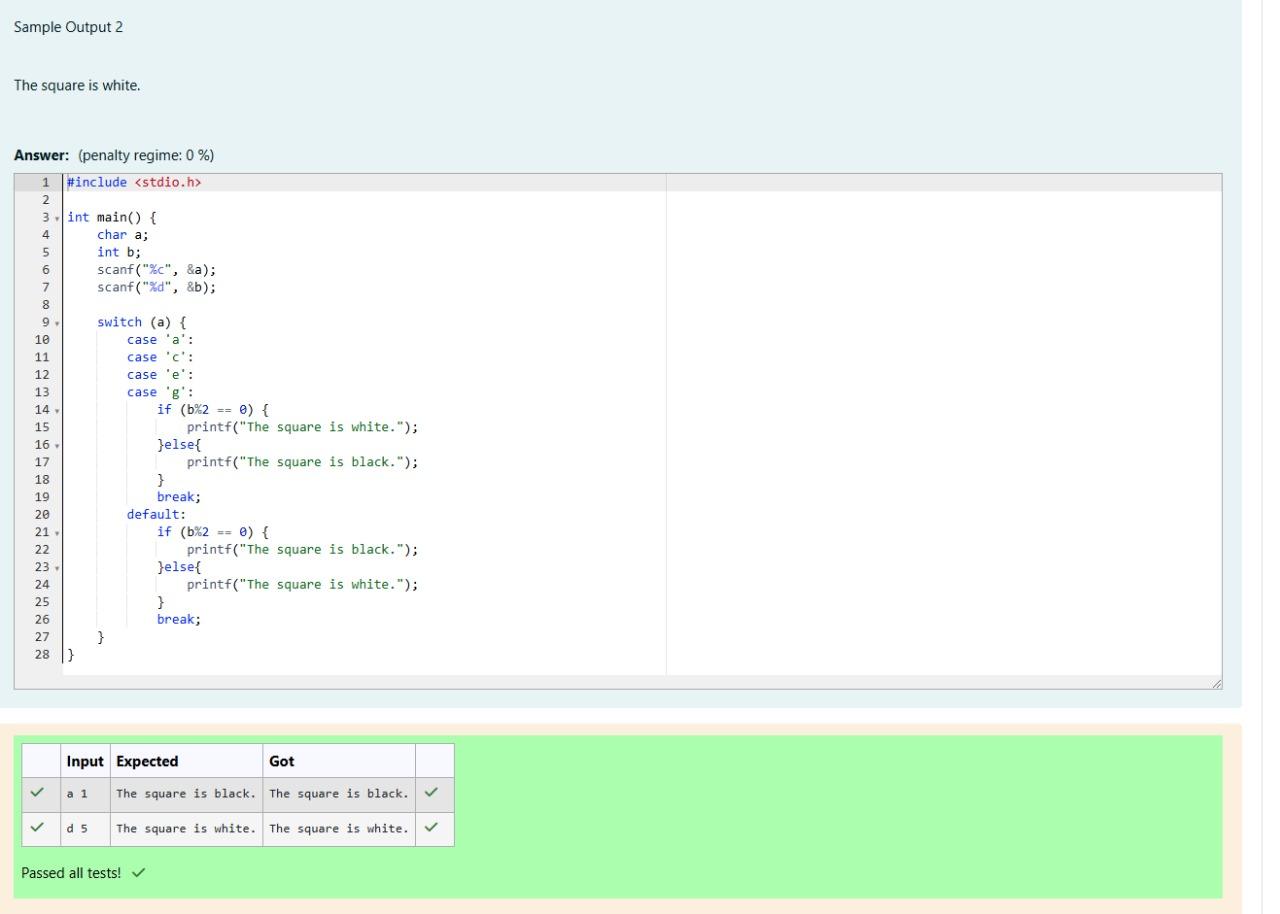 Sample Output 2
The square is white.
Answer: (penalty regime: 0 %)
1 #include <stdio.h>
2
3 int main() {
4     char a;
5     int b;
6     scanf("%c", &a);
7     scanf("%d", &b);
8
9     switch (a) {
10         case 'a':
11         case 'c':
12         case 'e':
13         case 'g':
14             if (b%2 == 0) {
15                 printf("The square is white.");
16             }else{
17                 printf("The square is black.");
18             }
19             break;
20         default:
21             if (b%2 == 0) {
22                 printf("The square is black.");
23             }else{
24                 printf("The square is white.");
25             }
26             break;
27     }
28 }
Input Expected Got
a 1 The square is black. The square is black.
d 5 The square is white. The square is white.
Passed all tests!